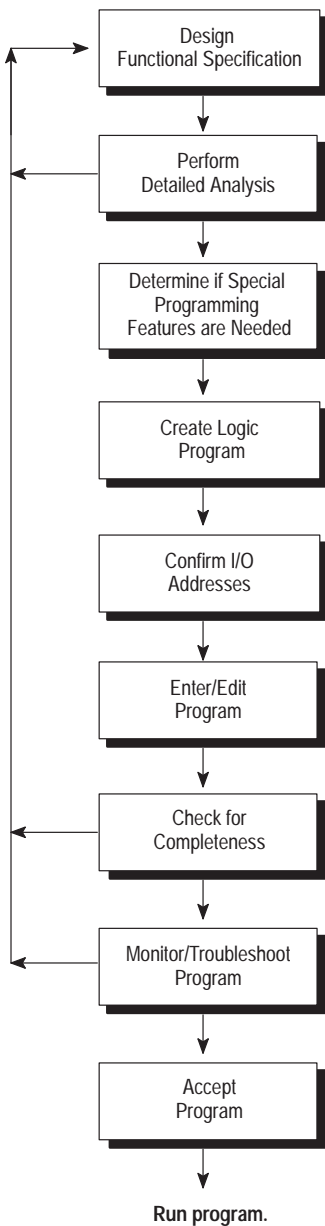 Design
Functional Specification
Perform
Detailed Analysis
Determine if Special
Programming
Features are Needed
Create Logic
Program
Confirm I/O
Addresses
Enter/Edit
Program
Check for
Completeness
Monitor/Troubleshoot
Program
Accept
Program
Run program.